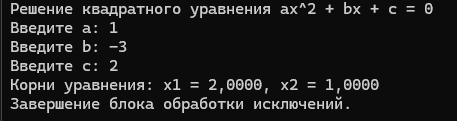 Решение квадратного уравнения ax^2 + bx + c = 0
Введите a: 1
Введите b: -3
Введите c: 2
Корни уравнения: x1 = 2,0000, x2 = 1,0000
Завершение блока обработки исключений.